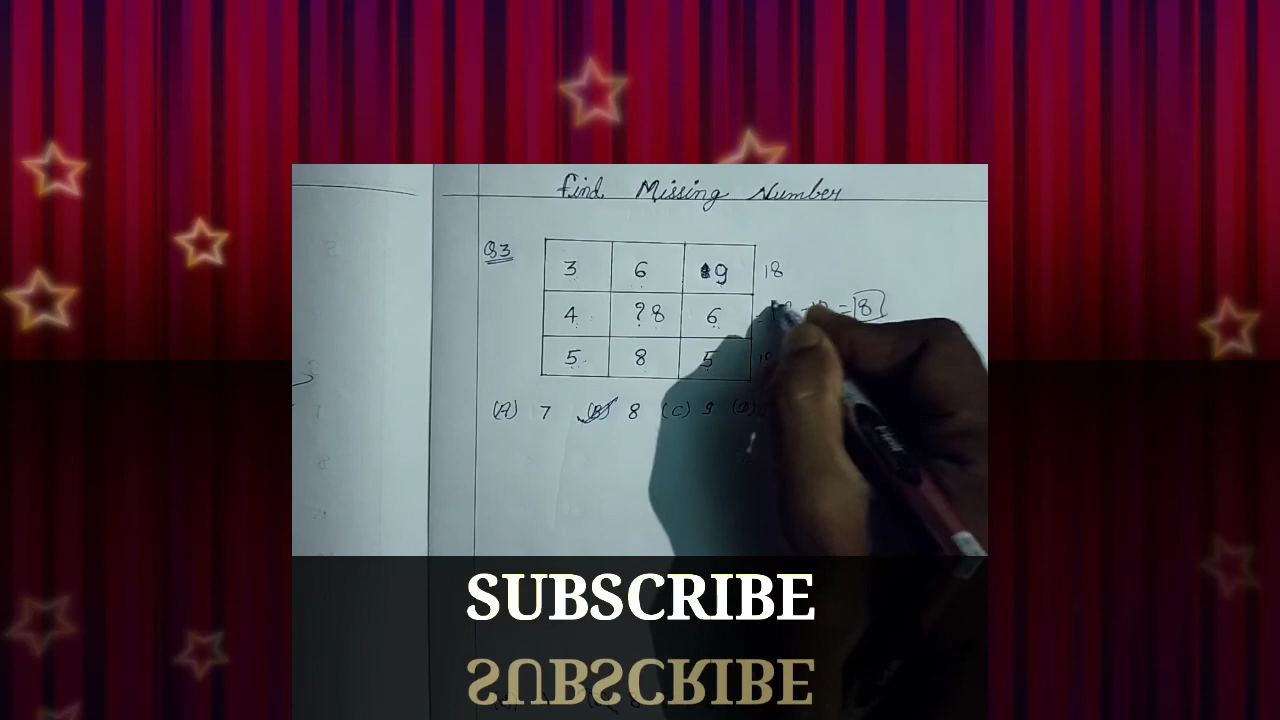 Find Missing Number
Q3
3 6 9 18
4 ? 8 6 = 8
5 8 5
(A) 7 (B) 8 (C) 9 (D)
SUBSCRIBE
SUBSCRIBE